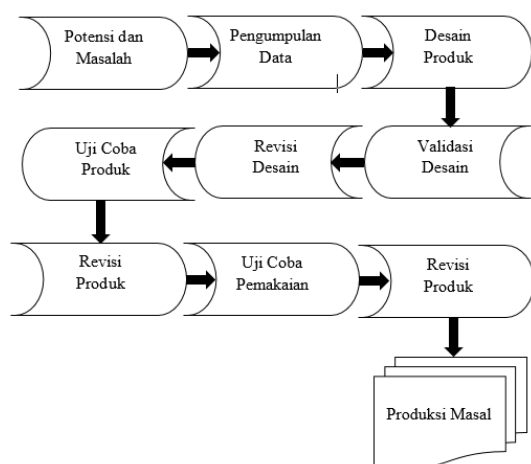 Potensi dan
Masalah
Pengumpulan
Data
Desain
Produk
Validasi
Desain
Revisi
Desain
Uji Coba
Produk
Revisi
Produk
Uji Coba
Pemakaian
Revisi
Produk
Produksi Masal